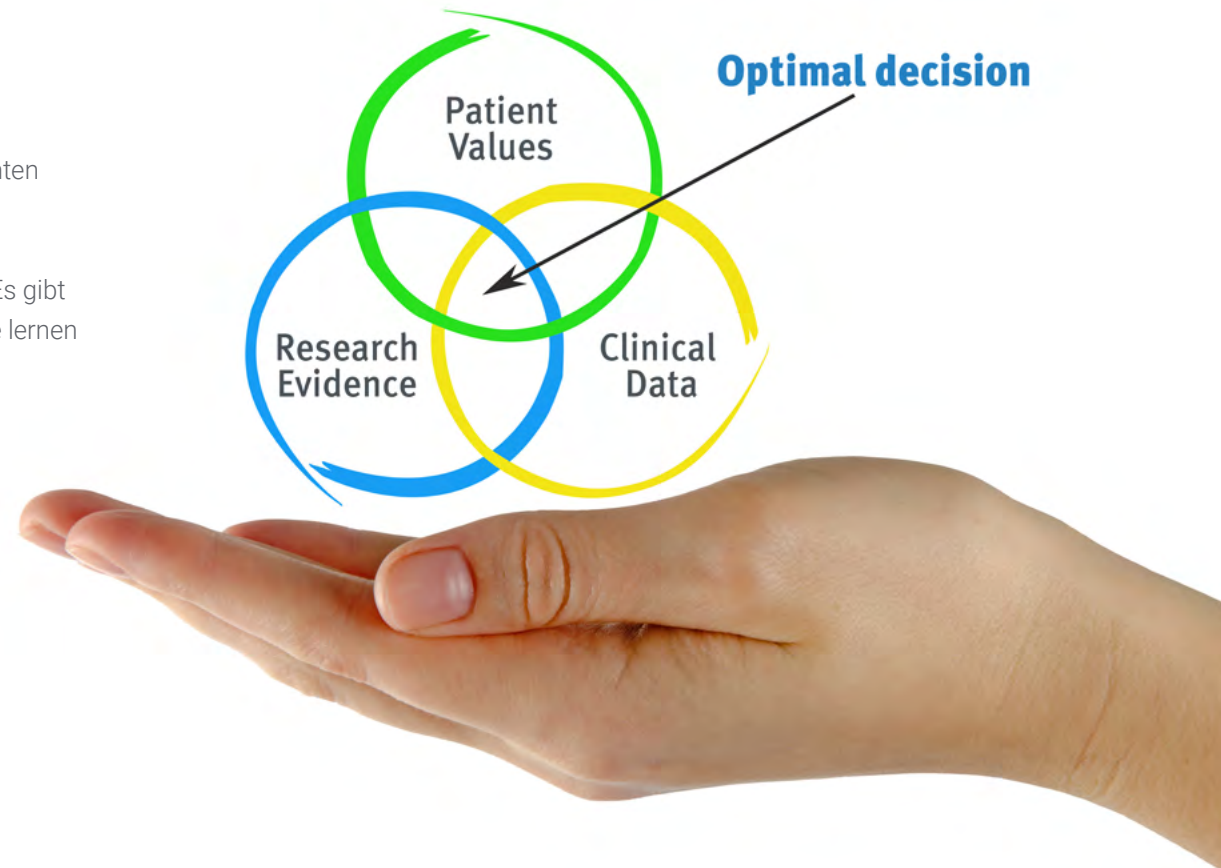 Optimal decision
Patient
Values
Es gibt
lernen
Research
Evidence
Clinical
Data